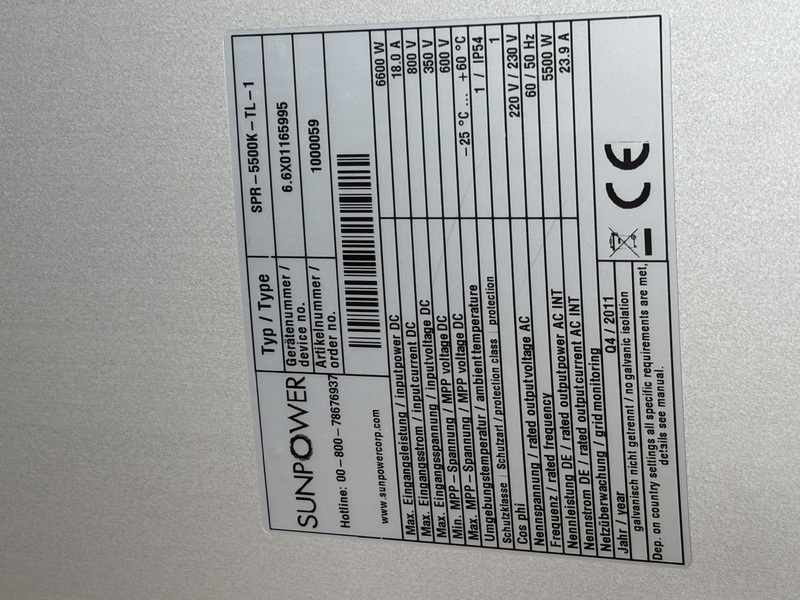 SUNPOWER
Hotline: 00-800-78676937
www.sunpowercorp.com
Typ / Type SPR-5500K-TL-1
Gerätenummer / device no. 6.6X01165995
Artikelnummer / order no. 1000059
Max. Eingangsleistung / inputpower DC 6600 W
Max. Eingangsstrom / inputcurrent DC 18.0 A
Max. Eingangsspannung / inputvoltage DC 800 V
Min. MPP-Spannung / MPP voltage DC 350 V
Max. MPP-Spannung / MPP voltage DC 600 V
Umgebungstemperatur / ambienttemperature -25 °C ... +60 °C
Schutzklasse Schutzart / protection class protection 1 / IP54
Cos phi 1
Nennspannung / rated outputvoltage AC 220 V / 230 V
Frequenz / rated frequency 60 / 50 Hz
Nennleistung DE / rated outputpower AC INT 5500 W
Nennstrom DE / rated outputcurrent AC INT 23.9 A
Netzüberwachung / grid monitoring
Jahr / year Q4 / 2011
galvanisch nicht getrennt / no galvanic isolation
Dep. on country settings all specific requirements are met,
details see manual.
CE